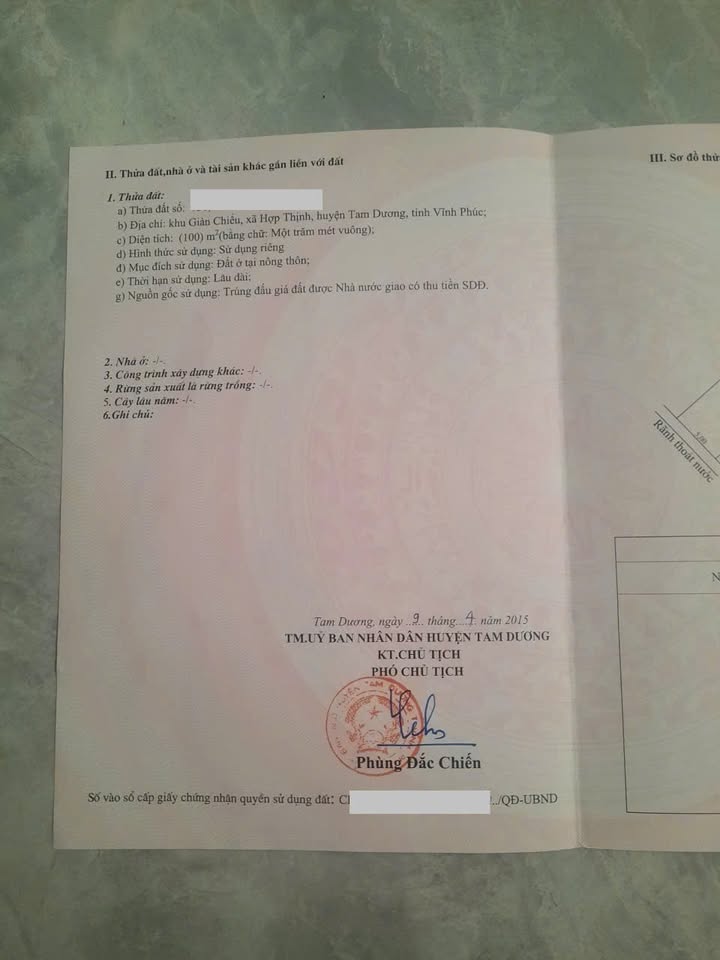 II. Thửa đất,nhà ở và tài sản khác gắn liền với đất
1. Thửa đất:
a) Thửa đất số:
b) Địa chỉ: khu Giàn Chiếu, xã Hợp Thịnh, huyện Tam Dương, tỉnh Vĩnh Phúc;
c) Diện tích: (100) m²(bằng chữ: Một trăm mét vuông);
d) Hình thức sử dụng: Sử dụng riêng
đ) Mục đích sử dụng: Đất ở tại nông thôn;
e) Thời hạn sử dụng: Lâu dài;
g) Nguồn gốc sử dụng: Trúng đấu giá đất được Nhà nước giao có thu tiền SDĐ.
2. Nhà ở: -/-.
3. Công trình xây dựng khác: -/-.
4. Rừng sản xuất là rừng trồng: -/-.
5. Cây lâu năm: -/-.
6.Ghi chú:
Tam Dương, ngày ..9.. tháng...4. năm 2015
TM.UỶ BAN NHÂN DÂN HUYỆN TAM DƯƠNG
KT.CHỦ TỊCH
PHÓ CHỦ TỊCH
Phùng Đắc Chiến
Số vào sổ cấp giấy chứng nhận quyền sử dụng đất: C ../QĐ-UBND
III. Sơ đồ thử
5.00
Rãnh thoát nước
N